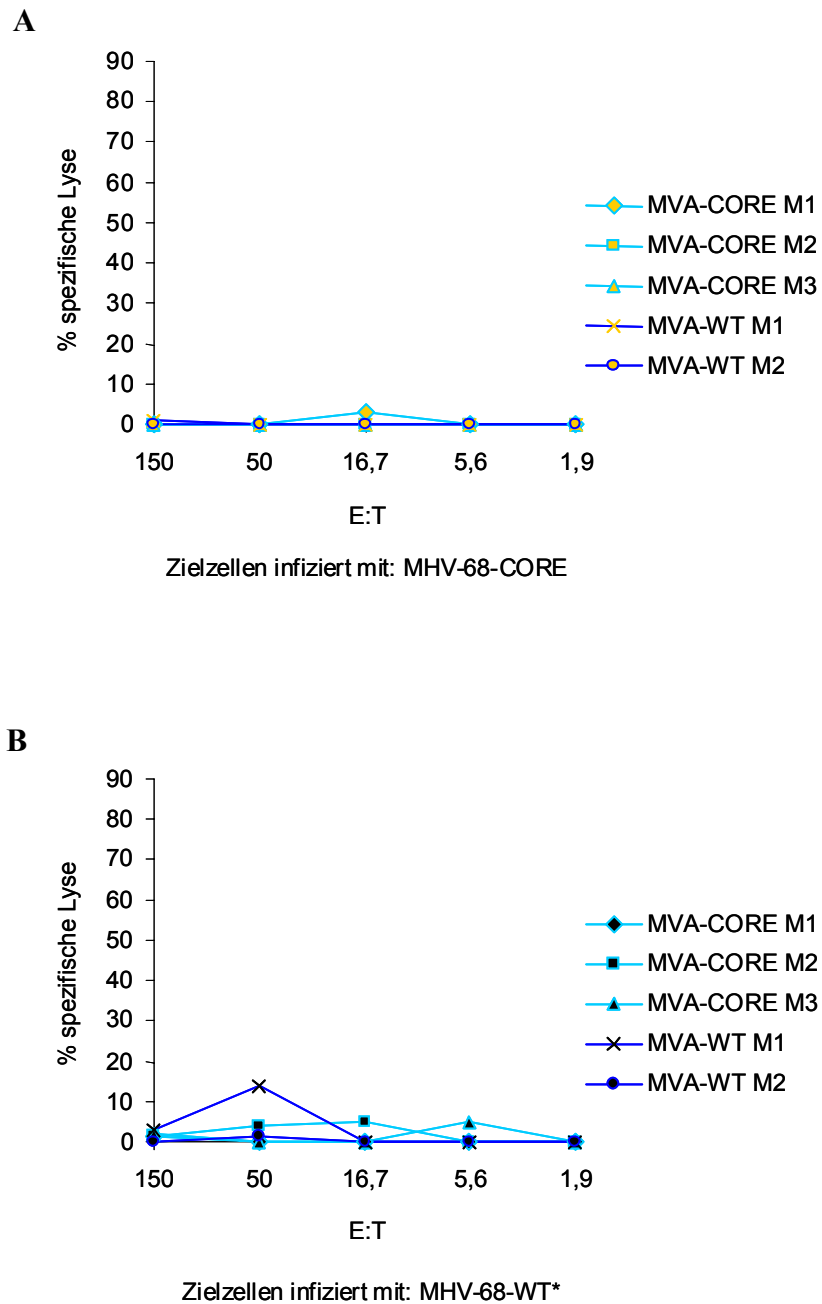 A
90
80
70
60
50
40
30
20
10
0
% spezifische Lyse
150 50 16,7 5,6 1,9
E:T
Zielzellen infiziert mit: MHV-68-CORE
MVA-CORE M1
MVA-CORE M2
MVA-CORE M3
MVA-WT M1
MVA-WT M2
B
90
80
70
60
50
40
30
20
10
0
% spezifische Lyse
150 50 16,7 5,6 1,9
E:T
Zielzellen infiziert mit: MHV-68-WT*
MVA-CORE M1
MVA-CORE M2
MVA-CORE M3
MVA-WT M1
MVA-WT M2